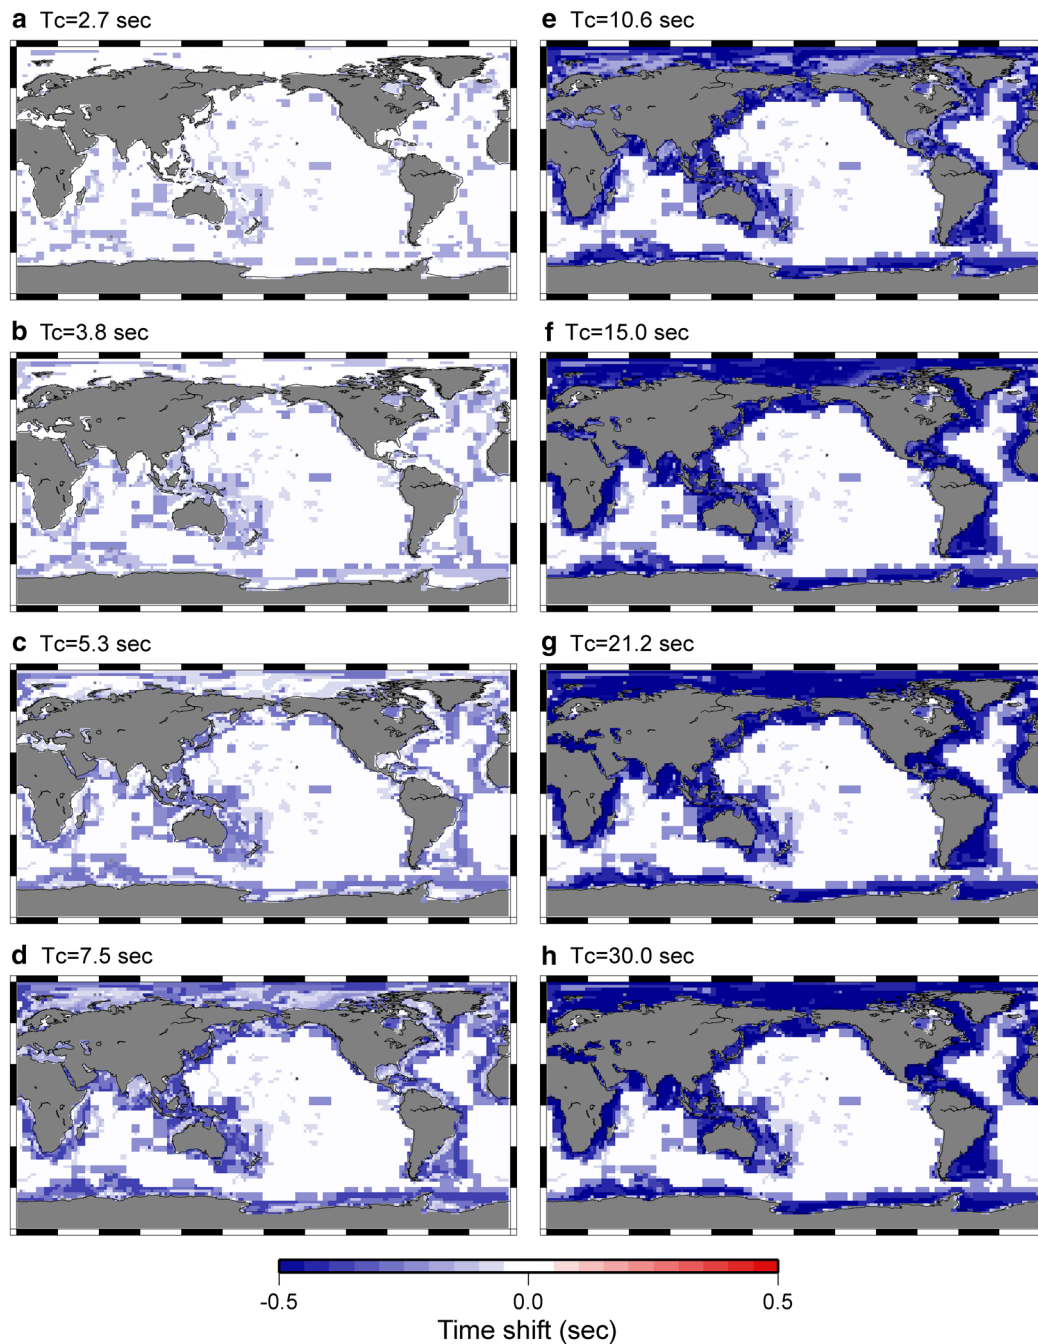 a Tc=2.7 sec
b Tc=3.8 sec
c Tc=5.3 sec
d Tc=7.5 sec
e Tc=10.6 sec
f Tc=15.0 sec
g Tc=21.2 sec
h Tc=30.0 sec
-0.5 0.0 0.5
Time shift (sec)